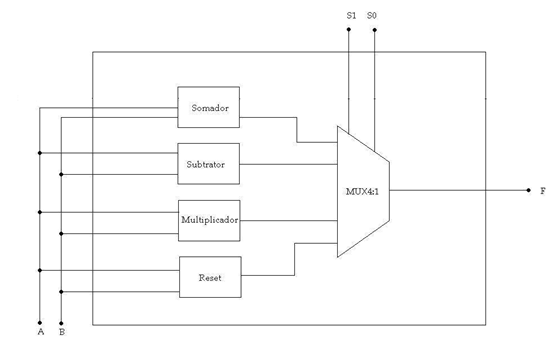 S1 S0
Somador
Subtrator
MUX4:1
F
Multiplicador
Reset
A B